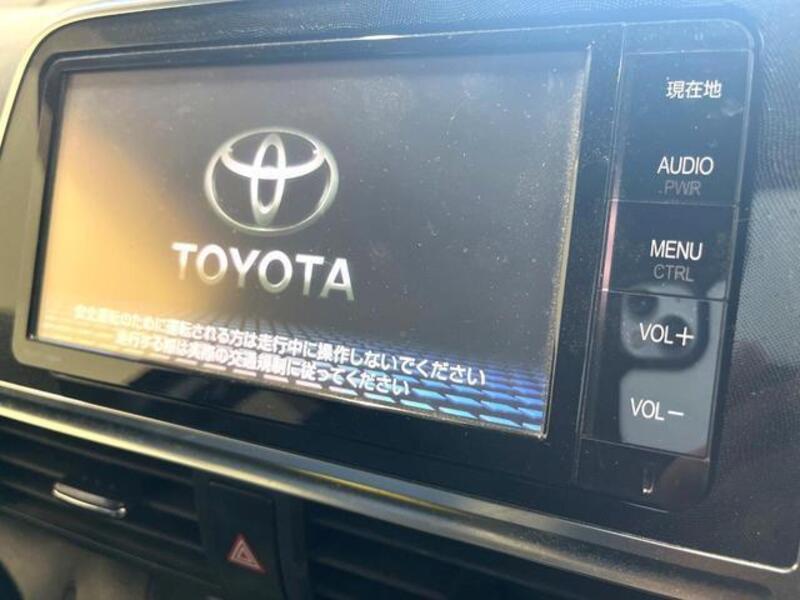 現在地
AUDIO
PWR
MENU
CTRL
VOL+
VOL−
TOYOTA
安全運転のために運転される方は走行中に操作しないでください
走行する際は実際の交通規制に従ってください